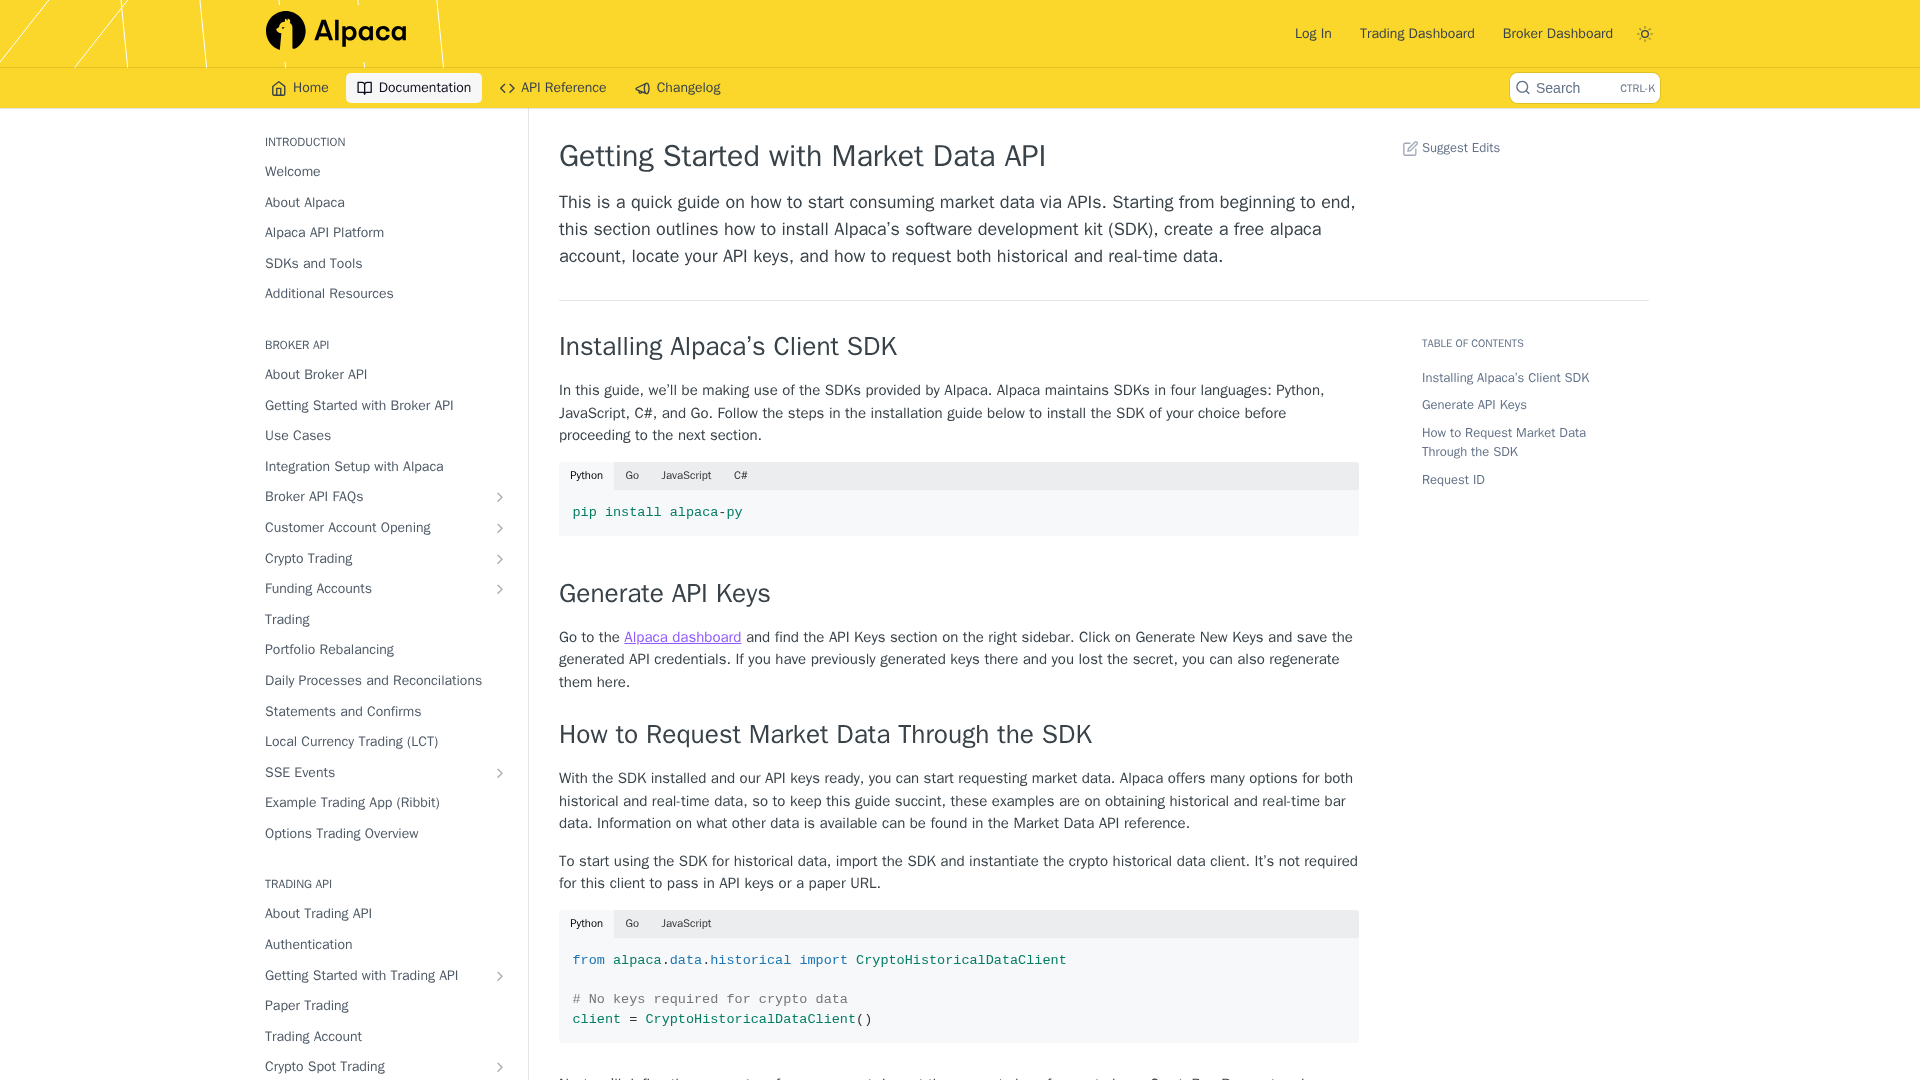 Alpaca
Log In
Trading Dashboard
Broker Dashboard
Home
Documentation
API Reference
Changelog
Search
CTRL-K
INTRODUCTION
Welcome
About Alpaca
Alpaca API Platform
SDKs and Tools
Additional Resources
BROKER API
About Broker API
Getting Started with Broker API
Use Cases
Integration Setup with Alpaca
Broker API FAQs
Customer Account Opening
Crypto Trading
Funding Accounts
Trading
Portfolio Rebalancing
Daily Processes and Reconcilations
Statements and Confirms
Local Currency Trading (LCT)
SSE Events
Example Trading App (Ribbit)
Options Trading Overview
TRADING API
About Trading API
Authentication
Getting Started with Trading API
Paper Trading
Trading Account
Crypto Spot Trading
Getting Started with Market Data API
Suggest Edits
This is a quick guide on how to start consuming market data via APIs. Starting from beginning to end,
this section outlines how to install Alpaca’s software development kit (SDK), create a free alpaca
account, locate your API keys, and how to request both historical and real-time data.
Installing Alpaca’s Client SDK
In this guide, we’ll be making use of the SDKs provided by Alpaca. Alpaca maintains SDKs in four languages: Python,
JavaScript, C#, and Go. Follow the steps in the installation guide below to install the SDK of your choice before
proceeding to the next section.
Python Go JavaScript C#
pip install alpaca-py
Generate API Keys
Go to the Alpaca dashboard and find the API Keys section on the right sidebar. Click on Generate New Keys and save the
generated API credentials. If you have previously generated keys there and you lost the secret, you can also regenerate
them here.
How to Request Market Data Through the SDK
With the SDK installed and our API keys ready, you can start requesting market data. Alpaca offers many options for both
historical and real-time data, so to keep this guide succint, these examples are on obtaining historical and real-time bar
data. Information on what other data is available can be found in the Market Data API reference.
To start using the SDK for historical data, import the SDK and instantiate the crypto historical data client. It’s not required
for this client to pass in API keys or a paper URL.
Python Go JavaScript
from alpaca.data.historical import CryptoHistoricalDataClient
# No keys required for crypto data
client = CryptoHistoricalDataClient()
TABLE OF CONTENTS
Installing Alpaca’s Client SDK
Generate API Keys
How to Request Market Data
Through the SDK
Request ID